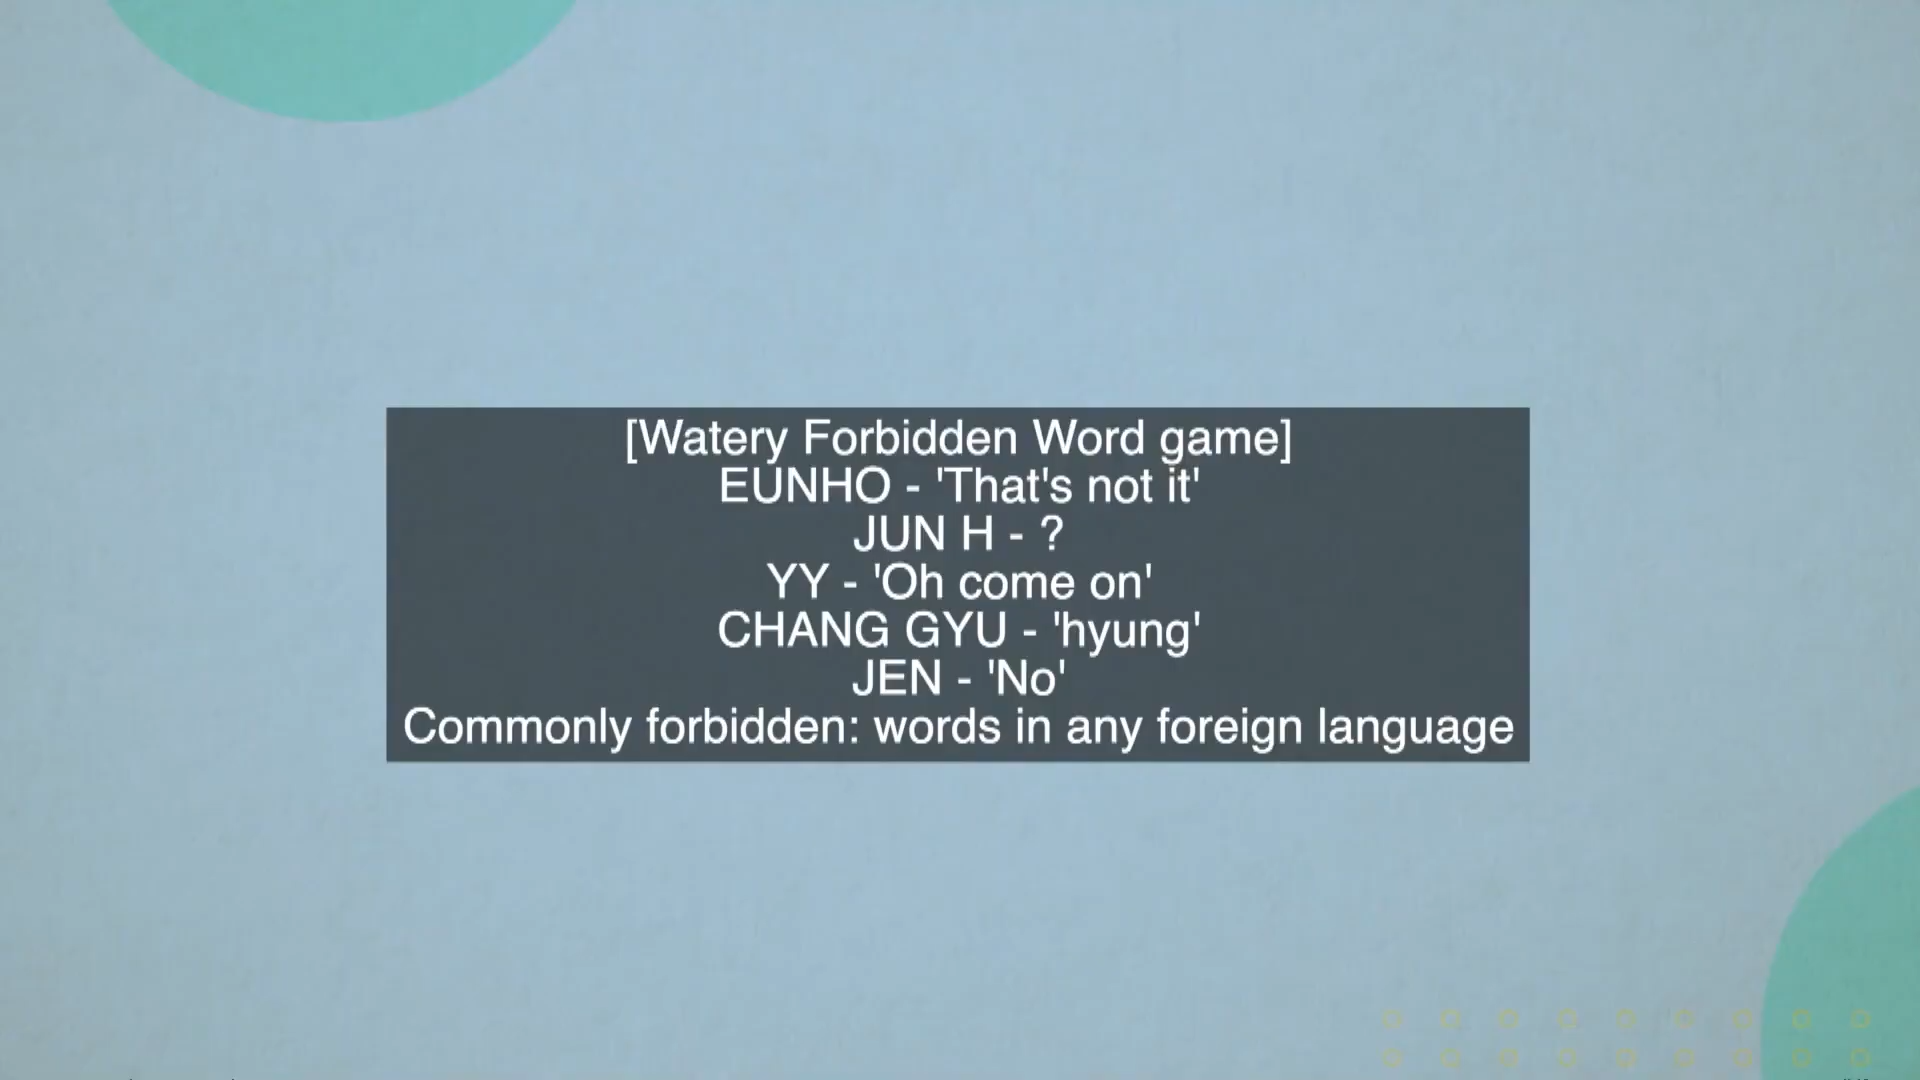 [Watery Forbidden Word game]
EUNHO - 'That's not it'
JUN H - ?
YY - 'Oh come on'
CHANG GYU - 'hyung'
JEN - 'No'
Commonly forbidden: words in any foreign language